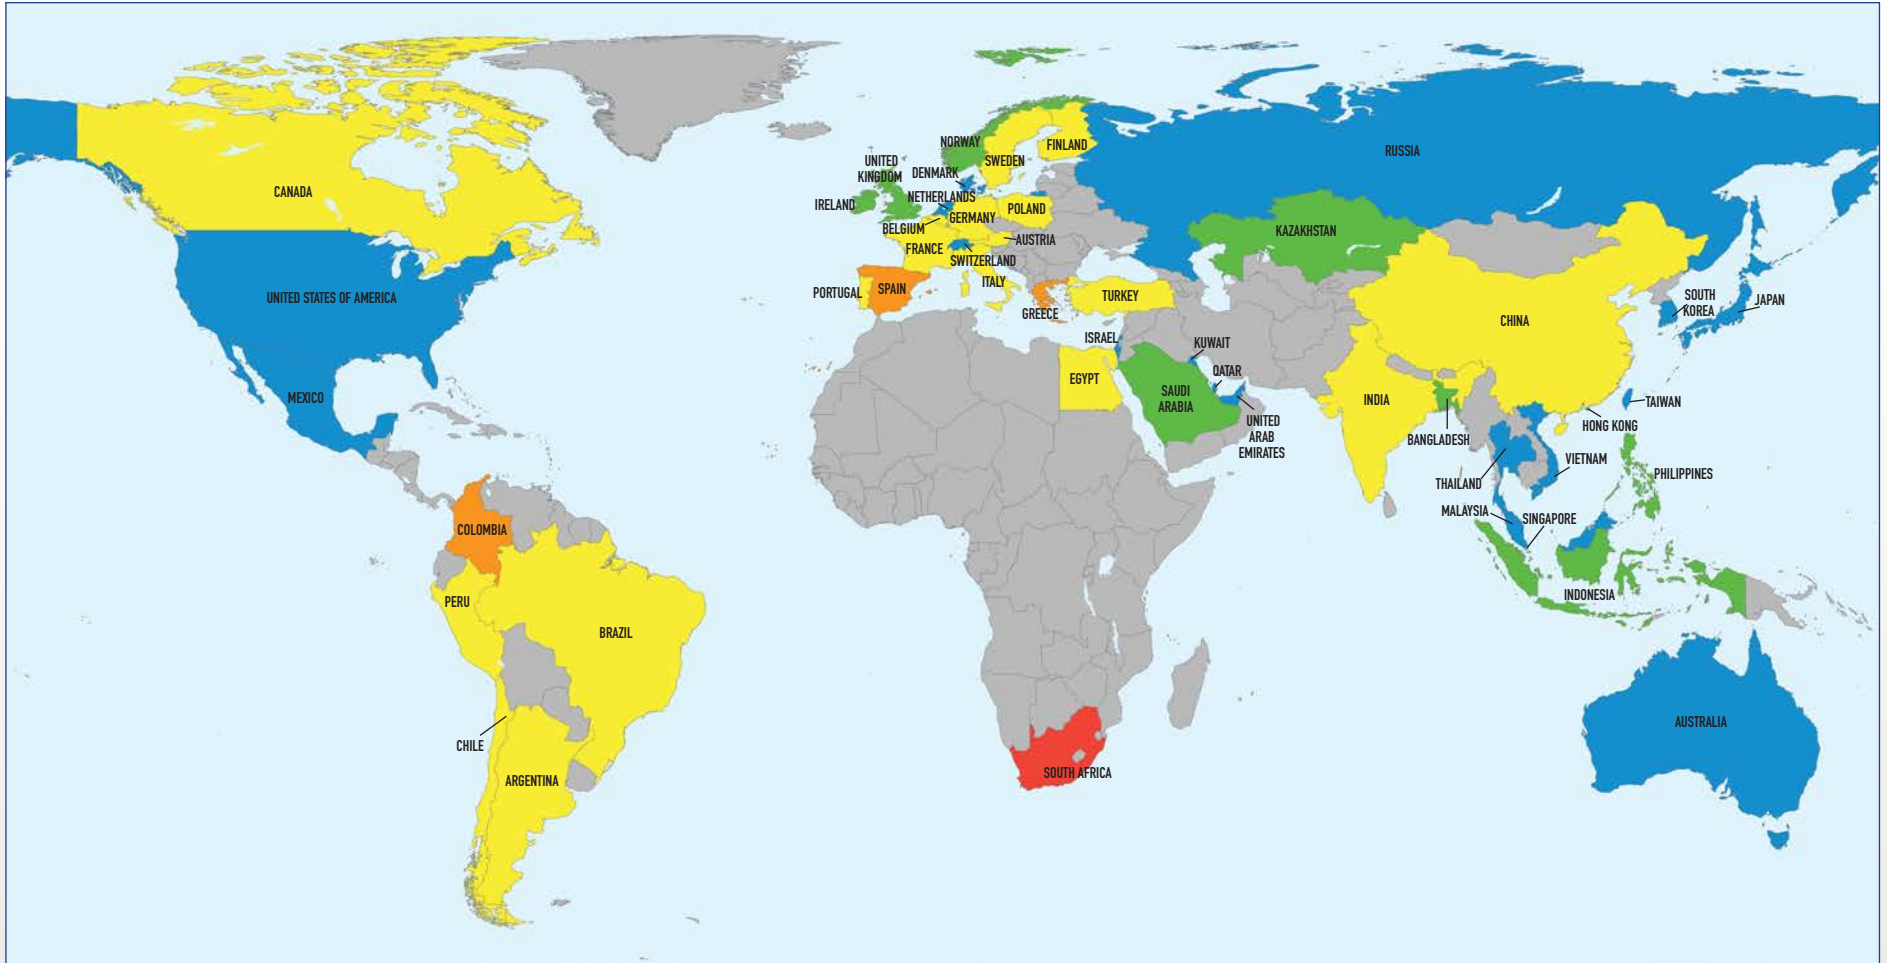 CANADA
UNITED STATES OF AMERICA
MEXICO
COLOMBIA
PERU
BRAZIL
CHILE
ARGENTINA
NORWAY
SWEDEN
FINLAND
UNITED
KINGDOM
DENMARK
IRELAND
NETHERLANDS
GERMANY
POLAND
BELGIUM
AUSTRIA
FRANCE
SWITZERLAND
ITALY
PORTUGAL
SPAIN
GREECE
TURKEY
RUSSIA
KAZAKHSTAN
CHINA
SOUTH
KOREA
JAPAN
ISRAEL
KUWAIT
QATAR
EGYPT
SAUDI
ARABIA
UNITED
ARAB
EMIRATES
INDIA
BANGLADESH
TAIWAN
HONG KONG
VIETNAM
THAILAND
PHILIPPINES
MALAYSIA
SINGAPORE
INDONESIA
AUSTRALIA
SOUTH AFRICA